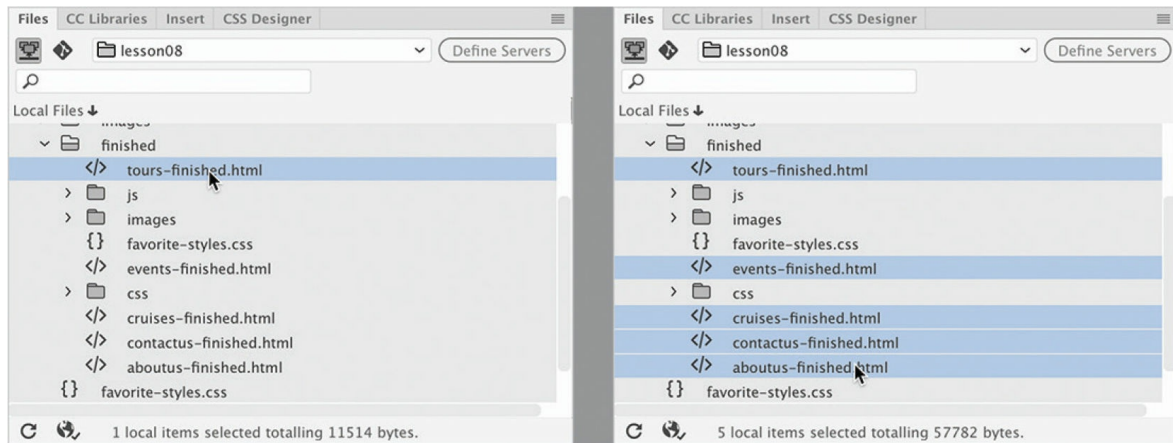 Files CC Libraries Insert CSS Designer
lesson08 Define Servers
Local Files
images
finished
</> tours-finished.html
js
images
{} favorite-styles.css
</> events-finished.html
css
</> cruises-finished.html
</> contactus-finished.html
</> aboutus-finished.html
{} favorite-styles.css
1 local items selected totalling 11514 bytes.
Files CC Libraries Insert CSS Designer
lesson08 Define Servers
Local Files
images
finished
</> tours-finished.html
js
images
{} favorite-styles.css
</> events-finished.html
css
</> cruises-finished.html
</> contactus-finished.html
</> aboutus-finished.html
{} favorite-styles.css
5 local items selected totalling 57782 bytes.